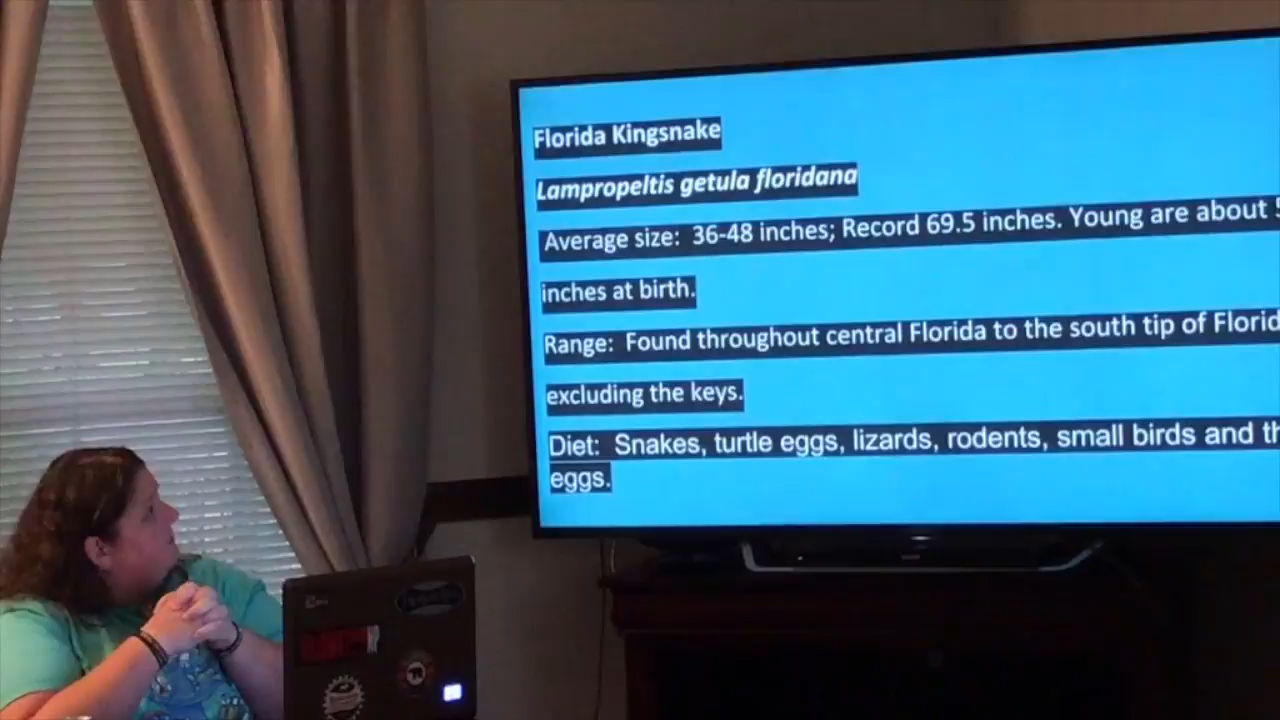 Florida Kingsnake
Lampropeltis getula floridana
Average size: 36-48 inches; Record 69.5 inches. Young are about
inches at birth.
Range: Found throughout central Florida to the south tip of
excluding the keys.
Diet: Snakes, turtle eggs, lizards, rodents, small birds and
eggs.